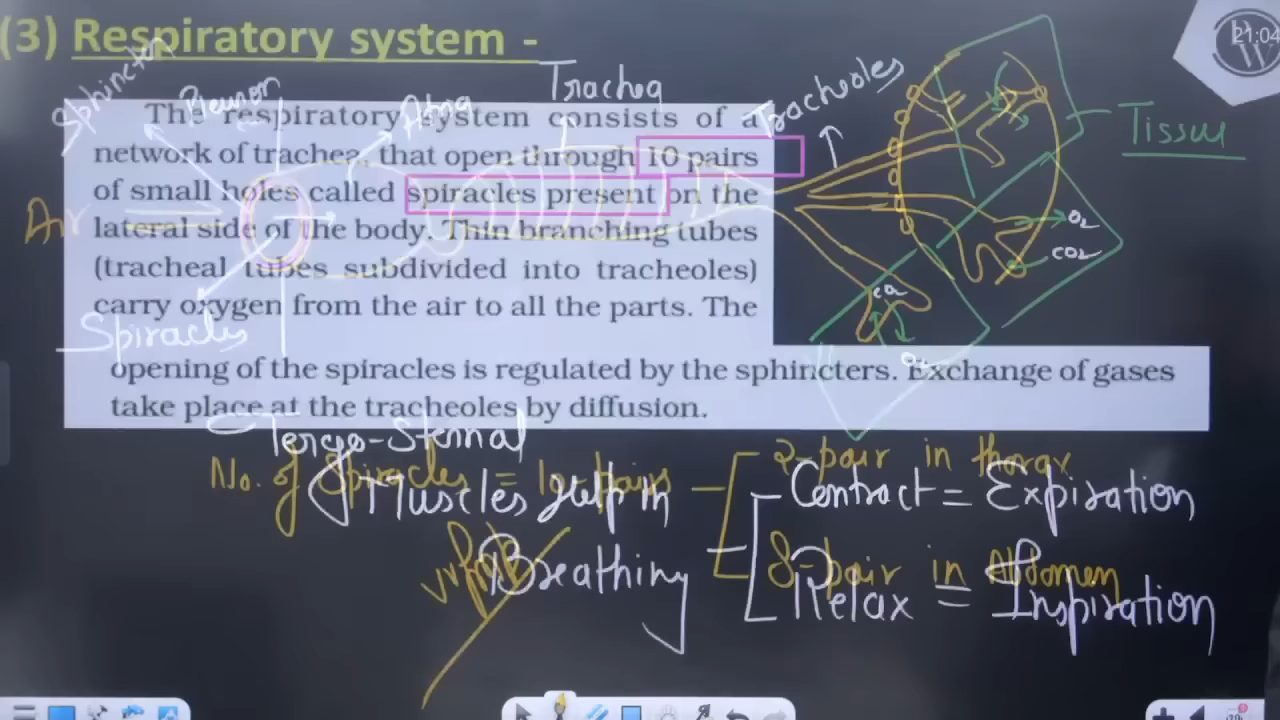 (3) Respiratory system -
21:04
Sphincter
Pleuron
Trachea
Tracheoles
Tissue
The respiratory system consists of a
network of trachea, that open through 10 pairs
of small holes called spiracles present on the
Air
lateral side of the body. Thin branching tubes
(tracheal tubes subdivided into tracheoles)
carry oxygen from the air to all the parts. The
O2
CO2
Spiracles
opening of the spiracles is regulated by the sphincters. Exchange of gases
take place at the tracheoles by diffusion.
Tergo-Sternal
Muscles Help in
Breathing
Contract = Expiration
Relax = Inspiration
No. of Spiracles = 10 pairs
2-pair in thorax
8-pair in Abdomen